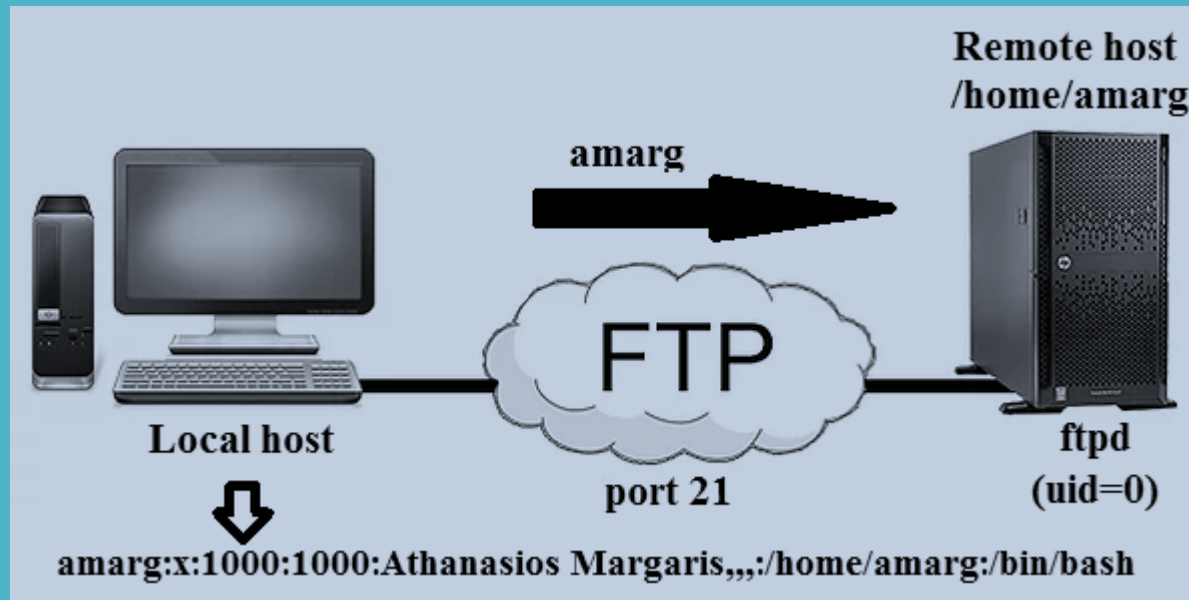 Remote host
/home/amarg
amarg
FTP
Local host
port 21
ftpd
(uid=0)
amarg:x:1000:1000:Athanasios Margaris,,,:/home/amarg:/bin/bash